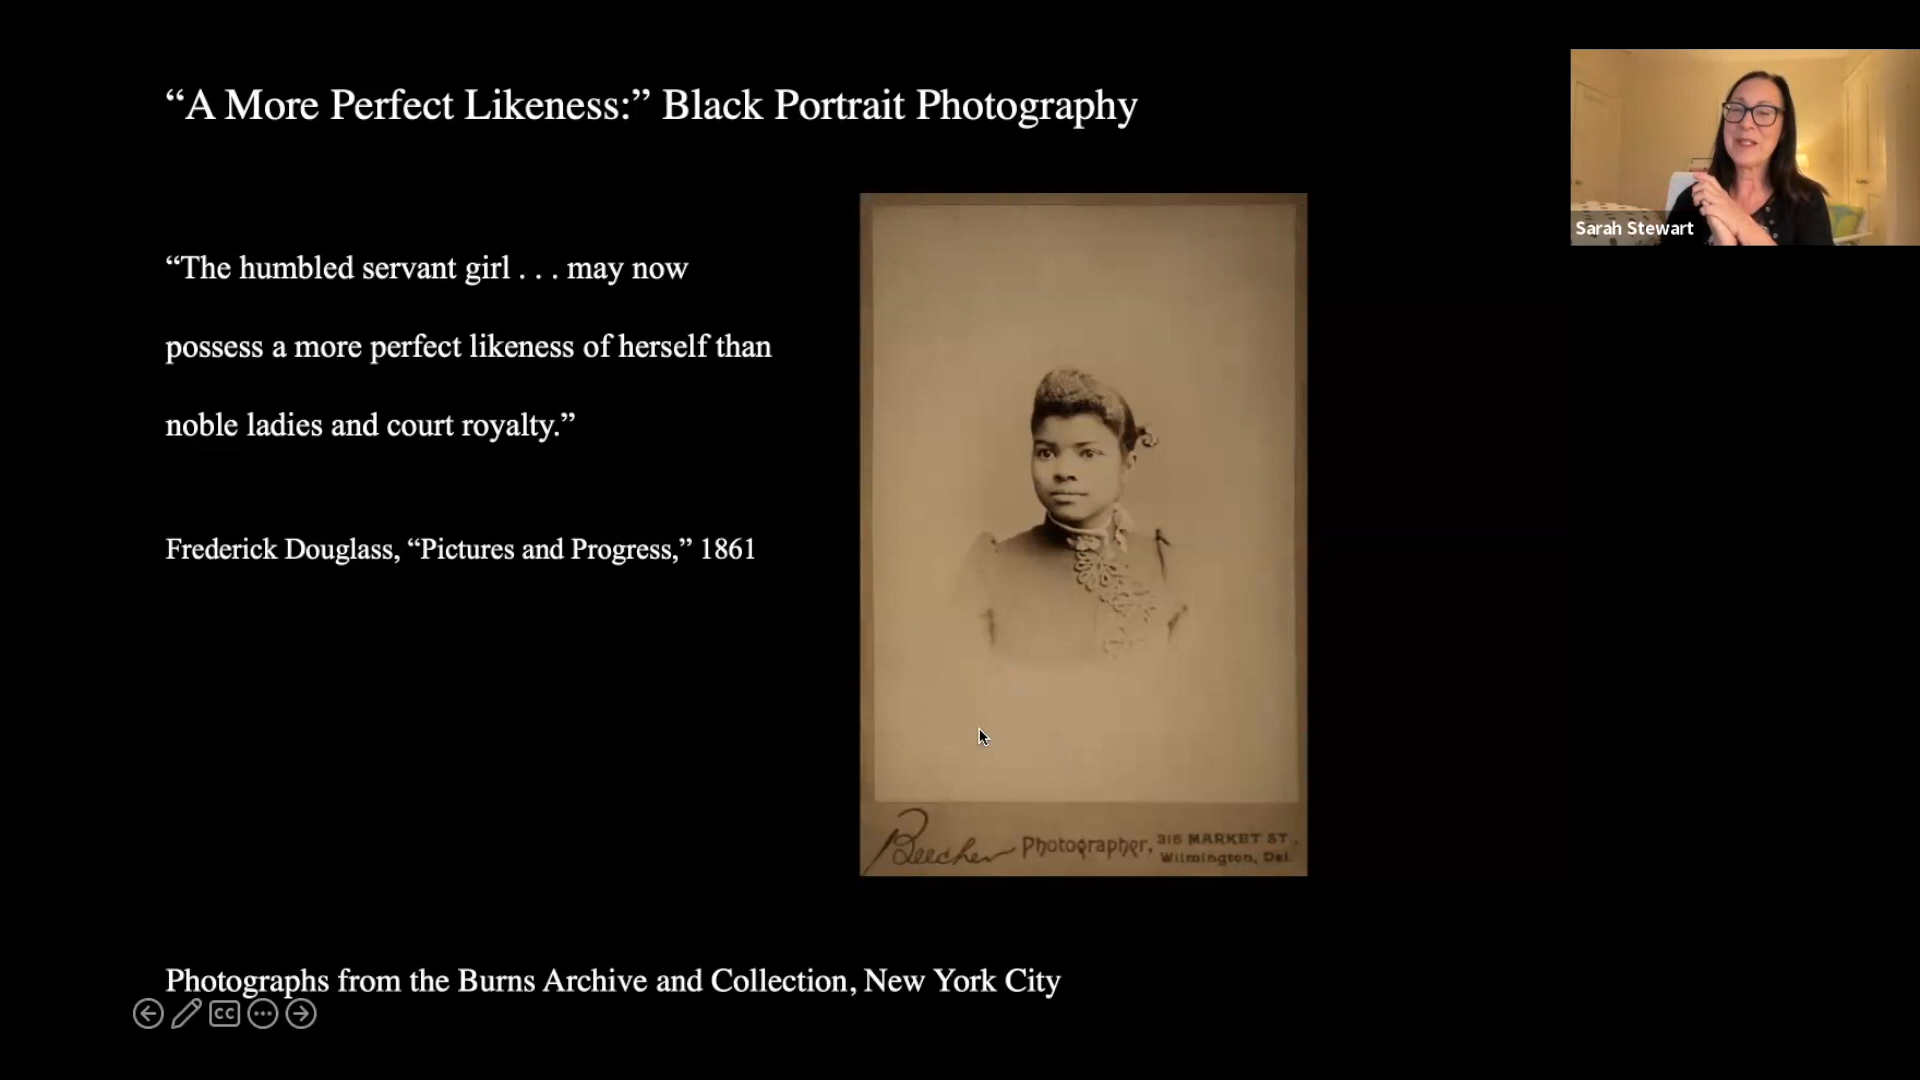 “A More Perfect Likeness:” Black Portrait Photography
Sarah Stewart
“The humbled servant girl . . . may now
possess a more perfect likeness of herself than
noble ladies and court royalty.”
Frederick Douglass, “Pictures and Progress,” 1861
Beecher Photographer, 315 MARKET ST.,
Wilmington, Del.
Photographs from the Burns Archive and Collection, New York City
CC